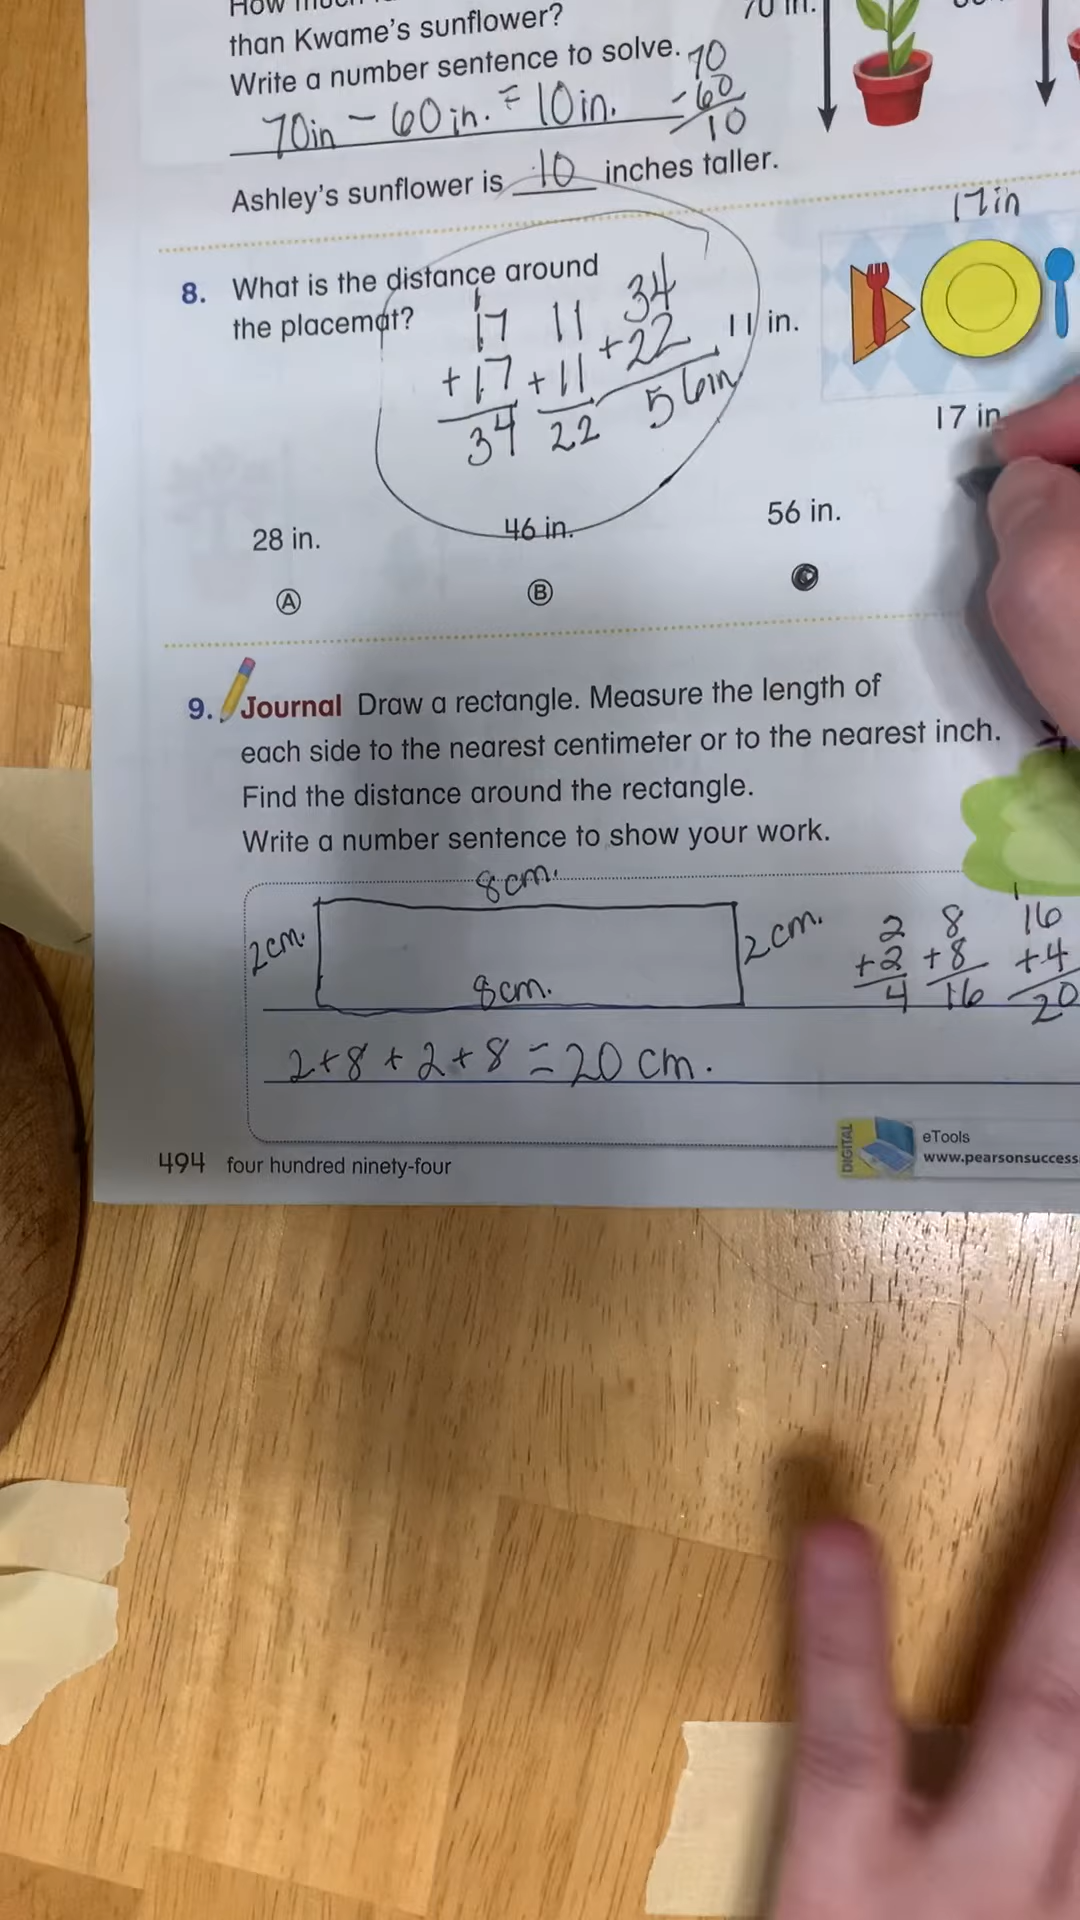 than Kwame's sunflower?
70 in.
Write a number sentence to solve.
70in - 60in. = 10in.
70
-60
10
Ashley's sunflower is 10 inches taller.
17in
8. What is the distance around
the placemat?
1
17 11 34
+17 +11 +22
34 22 56in
11 in.
17 in
28 in. 46 in. 56 in.
A B C
9. Journal Draw a rectangle. Measure the length of
each side to the nearest centimeter or to the nearest inch.
Find the distance around the rectangle.
Write a number sentence to show your work.
8cm.
2cm. 2cm.
8cm.
1
2 8 16
+2 +8 +4
4 16 20
2+8+2+8=20 cm.
494 four hundred ninety-four
DIGITAL
eTools
www.pearsonsuccess